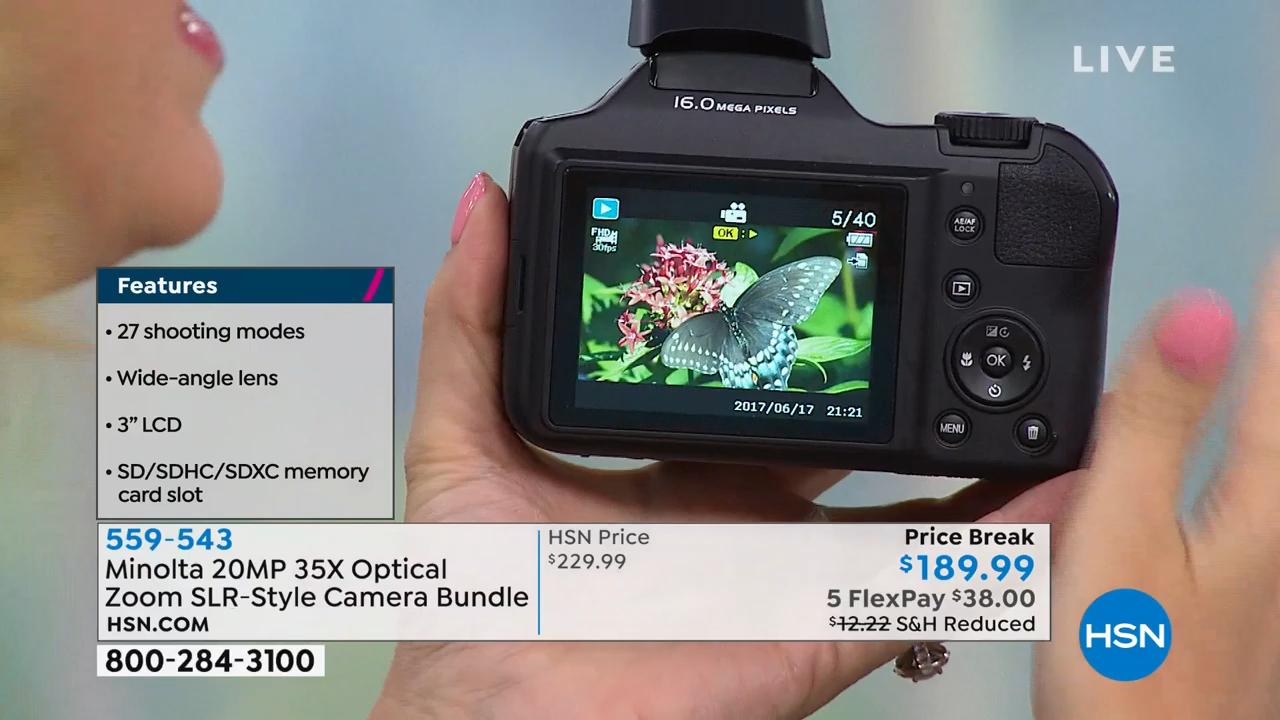 LIVE
16.0 MEGA PIXELS
5/40
OK :
FHD
30fps
AE/AF
LOCK
OK
2017/06/17 21:21
MENU
Features
• 27 shooting modes
• Wide-angle lens
• 3” LCD
• SD/SDHC/SDXC memory
card slot
559-543
Minolta 20MP 35X Optical
Zoom SLR-Style Camera Bundle
HSN.COM
HSN Price
$229.99
Price Break
$189.99
5 FlexPay $38.00
$12.22 S&H Reduced
HSN
800-284-3100